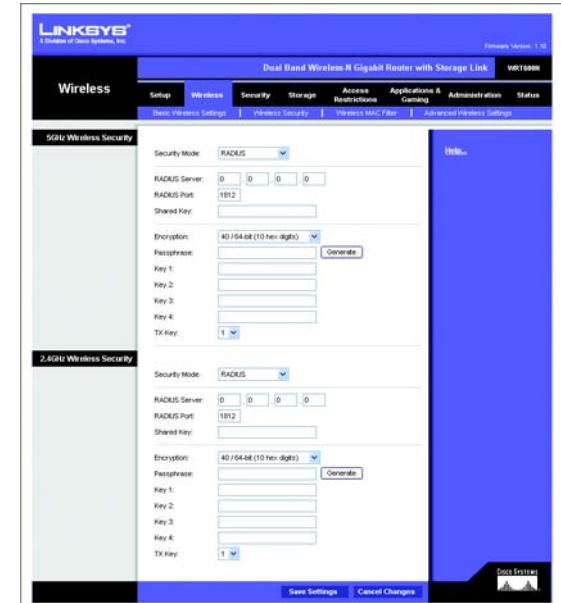 LINKSYS®
A Division of Cisco Systems, Inc.
Firmware Version: 1.10
Dual Band Wireless-N Gigabit Router with Storage Link
WRT600N
Wireless
Setup
Wireless
Security
Storage
Access Restrictions
Applications & Gaming
Administration
Status
Basic Wireless Settings | Wireless Security | Wireless MAC Filter | Advanced Wireless Settings
5GHz Wireless Security
Help...
Security Mode: RADIUS
RADIUS Server: 0 . 0 . 0 . 0
RADIUS Port: 1812
Shared Key:
Encryption: 40 / 64-bit (10 hex digits)
Passphrase: Generate
Key 1:
Key 2:
Key 3:
Key 4:
TX Key: 1
2.4GHz Wireless Security
Security Mode: RADIUS
RADIUS Server: 0 . 0 . 0 . 0
RADIUS Port: 1812
Shared Key:
Encryption: 40 / 64-bit (10 hex digits)
Passphrase: Generate
Key 1:
Key 2:
Key 3:
Key 4:
TX Key: 1
Save Settings
Cancel Changes
CISCO SYSTEMS